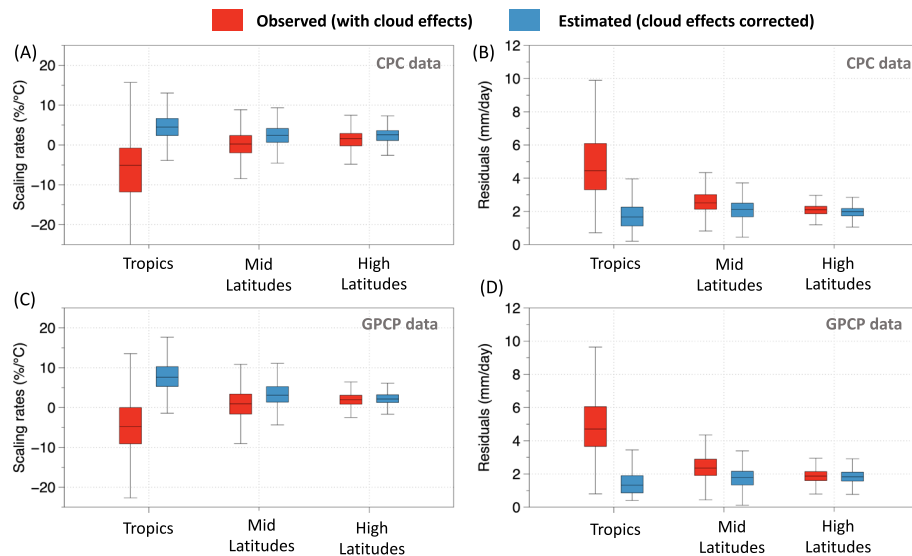 Observed (with cloud effects) Estimated (cloud effects corrected)
(A)
CPC data
Scaling rates (%/°C)
20
10
0
−10
−20
Tropics
Mid
Latitudes
High
Latitudes
(B)
CPC data
Residuals (mm/day)
12
10
8
6
4
2
0
Tropics
Mid
Latitudes
High
Latitudes
(C)
GPCP data
Scaling rates (%/°C)
20
10
0
−10
−20
Tropics
Mid
Latitudes
High
Latitudes
(D)
GPCP data
Residuals (mm/day)
12
10
8
6
4
2
0
Tropics
Mid
Latitudes
High
Latitudes